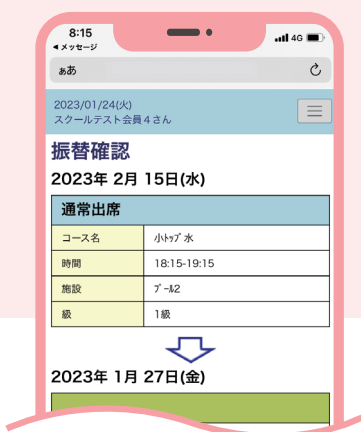 8:15
4G
◀ メッセージ
ぁあ
2023/01/24(火)
スクールテスト会員4さん
振替確認
2023年 2月 15日(水)
通常出席
コース名 小トップ水
時間 18:15-19:15
施設 プール2
級 1級
2023年 1月 27日(金)